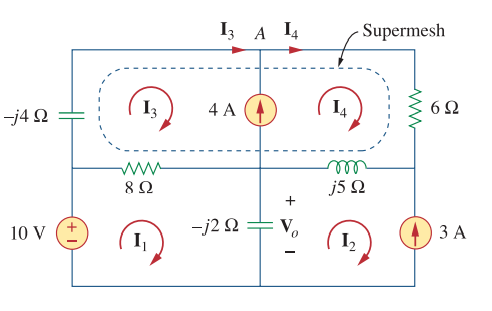 I₃ A I₄ Supermesh
–j4 Ω I₃ 4 A I₄ 6 Ω
8 Ω j5 Ω
10 V + – I₁ –j2 Ω + Vₒ – I₂ 3 A